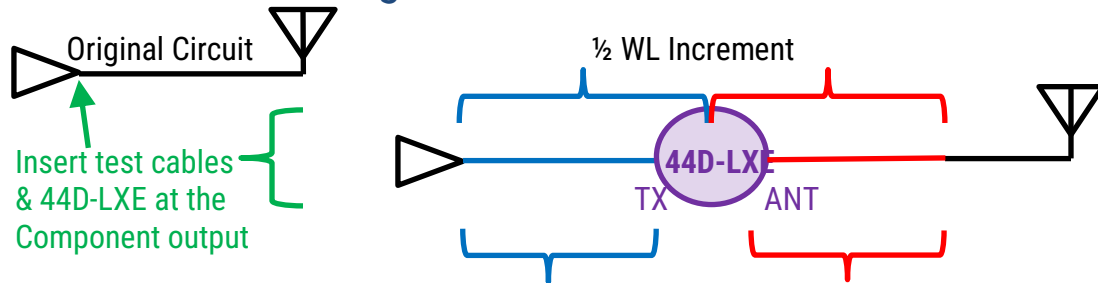 Original Circuit
½ WL Increment
Insert test cables
& 44D-LXE at the
Component output
44D-LXE
TX
ANT